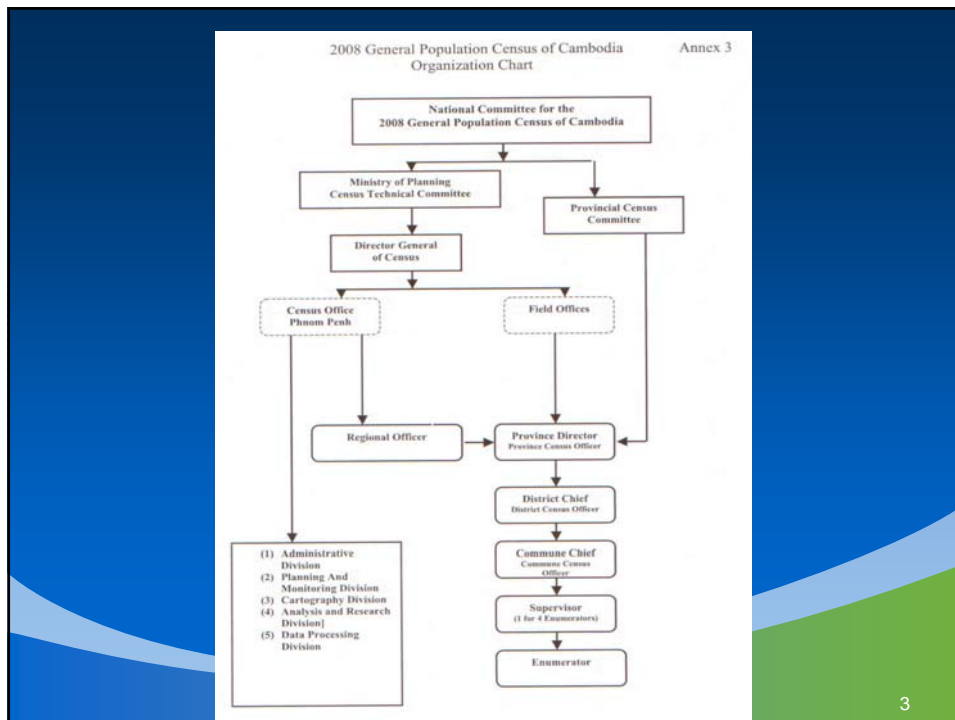 2008 General Population Census of Cambodia
Organization Chart
Annex 3
National Committee for the
2008 General Population Census of Cambodia
Ministry of Planning
Census Technical Committee
Provincial Census
Committee
Director General
of Census
Census Office
Phnom Penh
Field Offices
Regional Officer
Province Director
Province Census Officer
District Chief
District Census Officer
Commune Chief
Commune Census
Officer
(1) Administrative
Division
(2) Planning And
Monitoring Division
(3) Cartography Division
(4) Analysis and Research
Division]
(5) Data Processing
Division
Supervisor
(1 for 4 Enumerators)
Enumerator
3